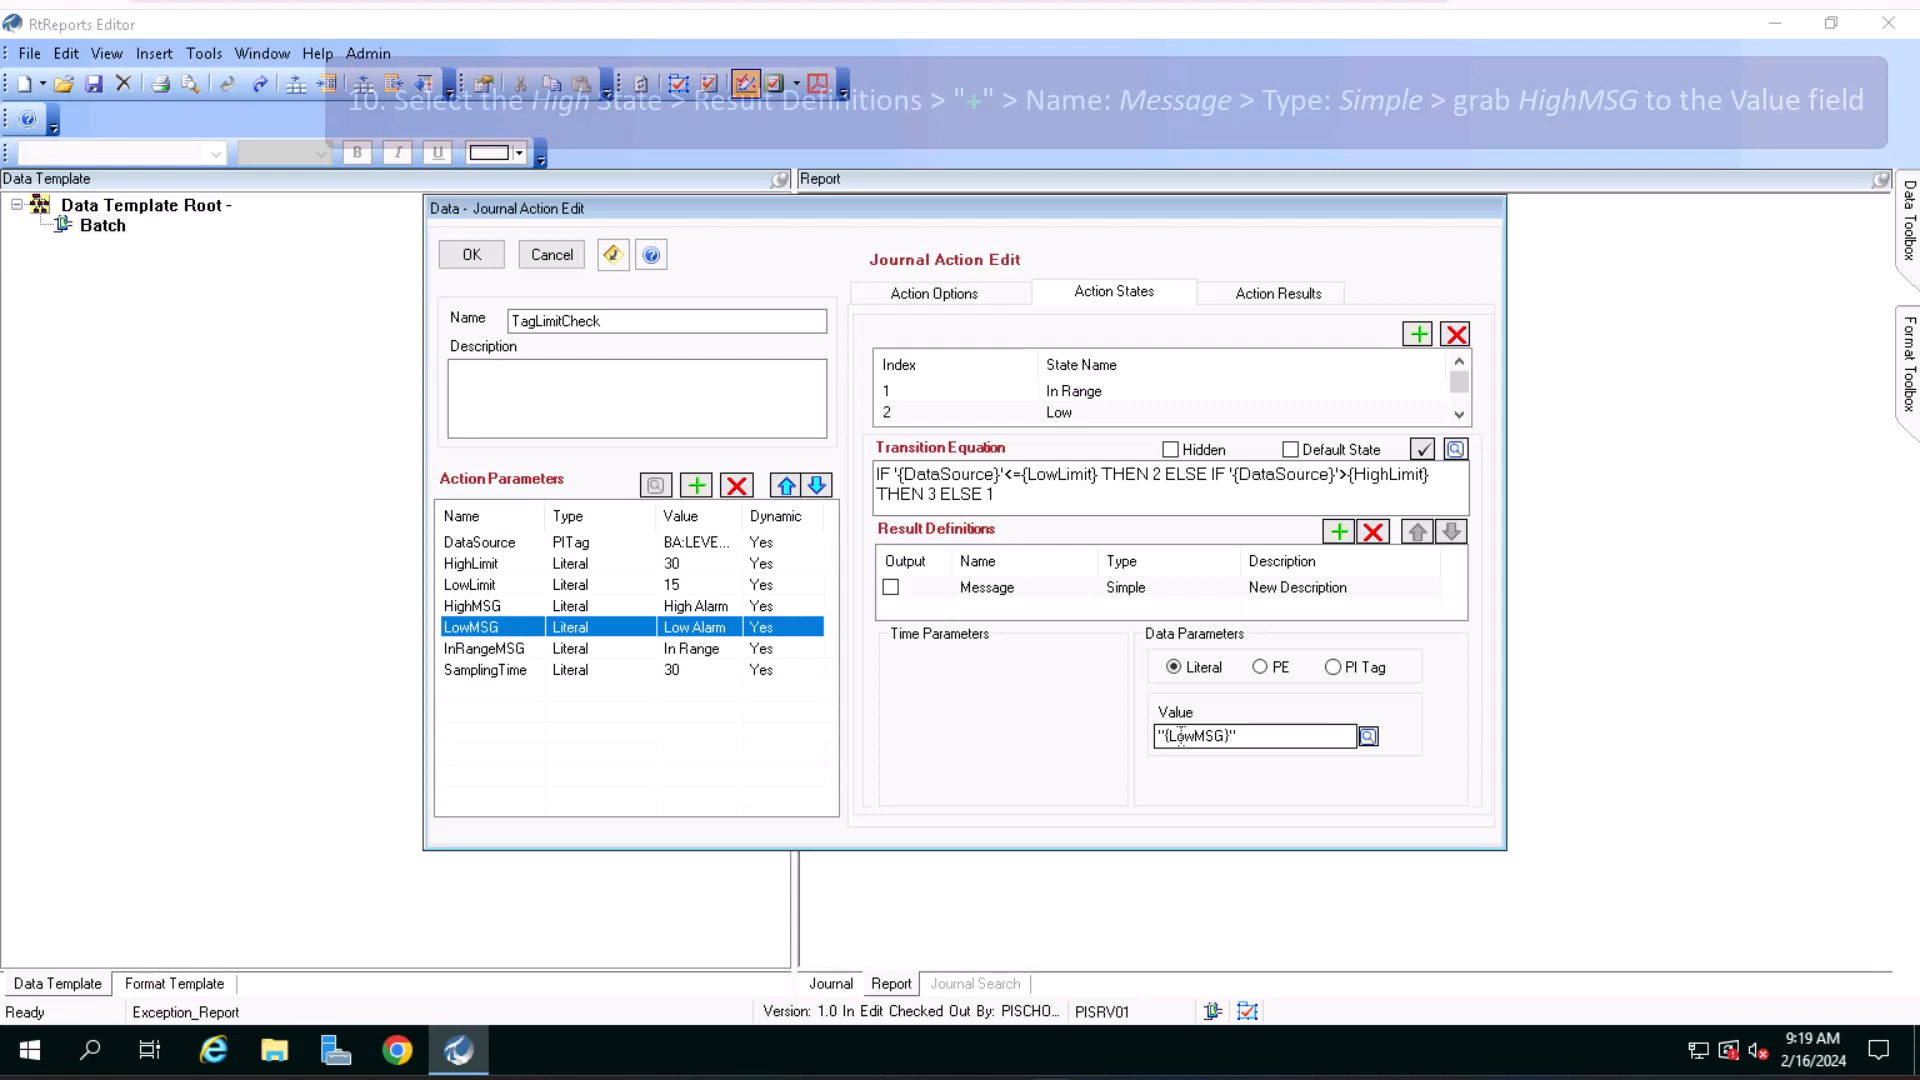 RtReports Editor
File Edit View Insert Tools Window Help Admin
10. Select the High State > Result Definitions > "+" > Name: Message > Type: Simple > grab HighMSG to the Value field
B I U
Data Template
Report
Data Template Root -
Batch
Data Toolbox
Format Toolbox
Data - Journal Action Edit
OK Cancel
Journal Action Edit
Action Options Action States Action Results
Name TagLimitCheck
Description
Index State Name
1 In Range
2 Low
Transition Equation Hidden Default State
IF '{DataSource}'<={LowLimit} THEN 2 ELSE IF '{DataSource}'>{HighLimit}
THEN 3 ELSE 1
Action Parameters
Name Type Value Dynamic
DataSource PITag BA:LEVE... Yes
HighLimit Literal 30 Yes
LowLimit Literal 15 Yes
HighMSG Literal High Alarm Yes
LowMSG Literal Low Alarm Yes
InRangeMSG Literal In Range Yes
SamplingTime Literal 30 Yes
Result Definitions
Output Name Type Description
Message Simple New Description
Time Parameters
Data Parameters
Literal PE PI Tag
Value
"{LowMSG}"
Data Template Format Template
Journal Report Journal Search
Ready Exception_Report Version: 1.0 In Edit Checked Out By: PISCHO... PISRV01
9:19 AM
2/16/2024